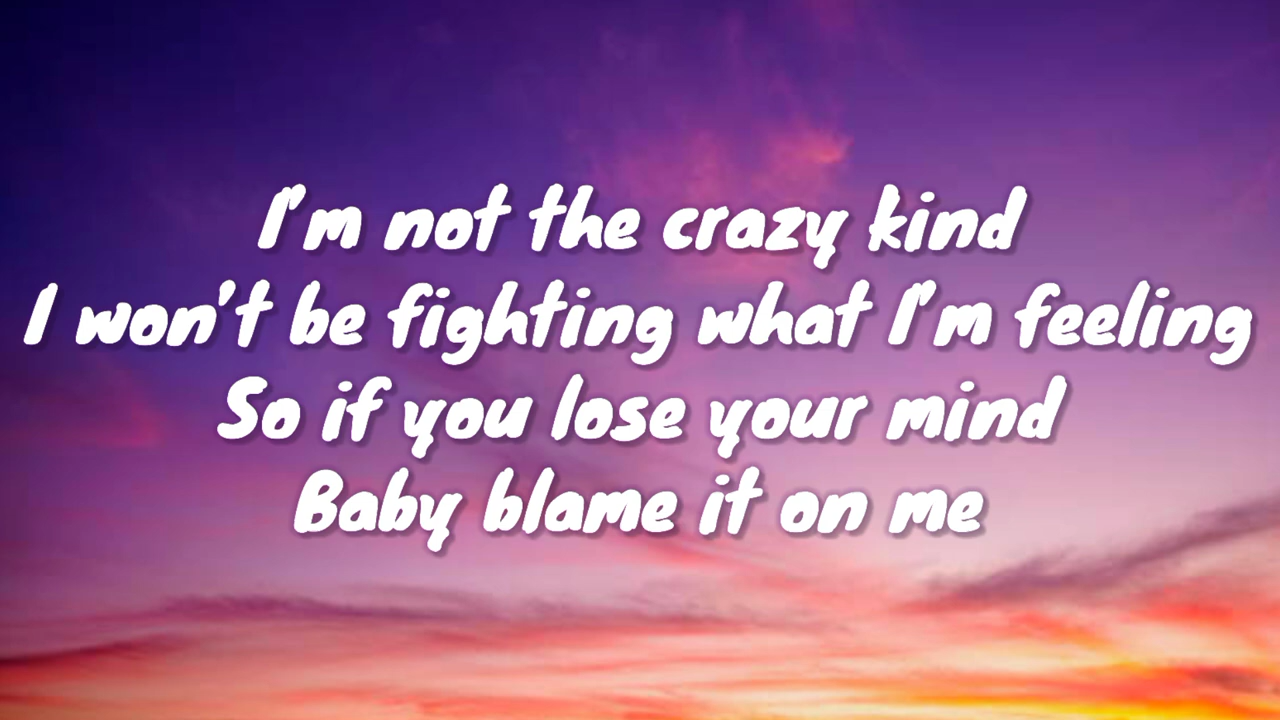 I'm not the crazy kind
I won't be fighting what I'm feeling
So if you lose your mind
Baby blame it on me